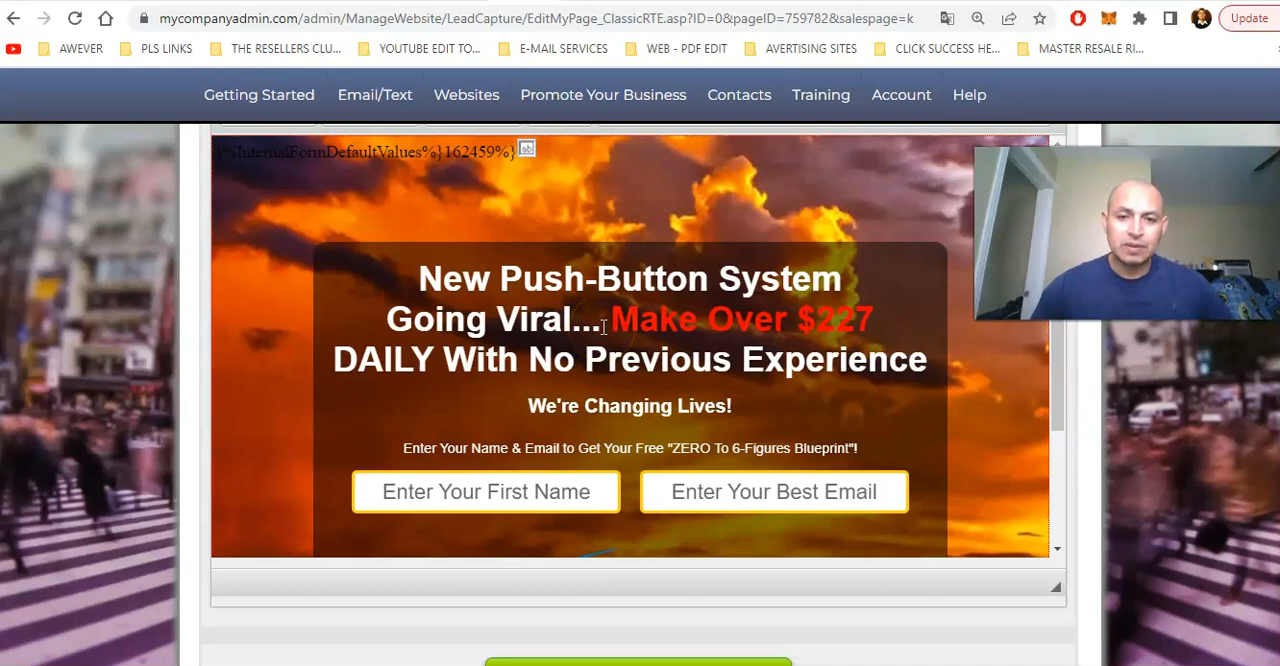 mycompanyadmin.com/admin/ManageWebsite/LeadCapture/EditMyPage_ClassicRTE.asp?ID=0&pageID=759782&salespage=k
Update
AWEVER
PLS LINKS
THE RESELLERS CLU...
YOUTUBE EDIT TO...
E-MAIL SERVICES
WEB - PDF EDIT
AVERTISING SITES
CLICK SUCCESS HE...
MASTER RESALE RI...
Getting Started
Email/Text
Websites
Promote Your Business
Contacts
Training
Account
Help
}%InternalFormDefaultValues%}162459%}
ab
New Push-Button System
Going Viral... Make Over $227
DAILY With No Previous Experience
We're Changing Lives!
Enter Your Name & Email to Get Your Free "ZERO To 6-Figures Blueprint"!
Enter Your First Name
Enter Your Best Email